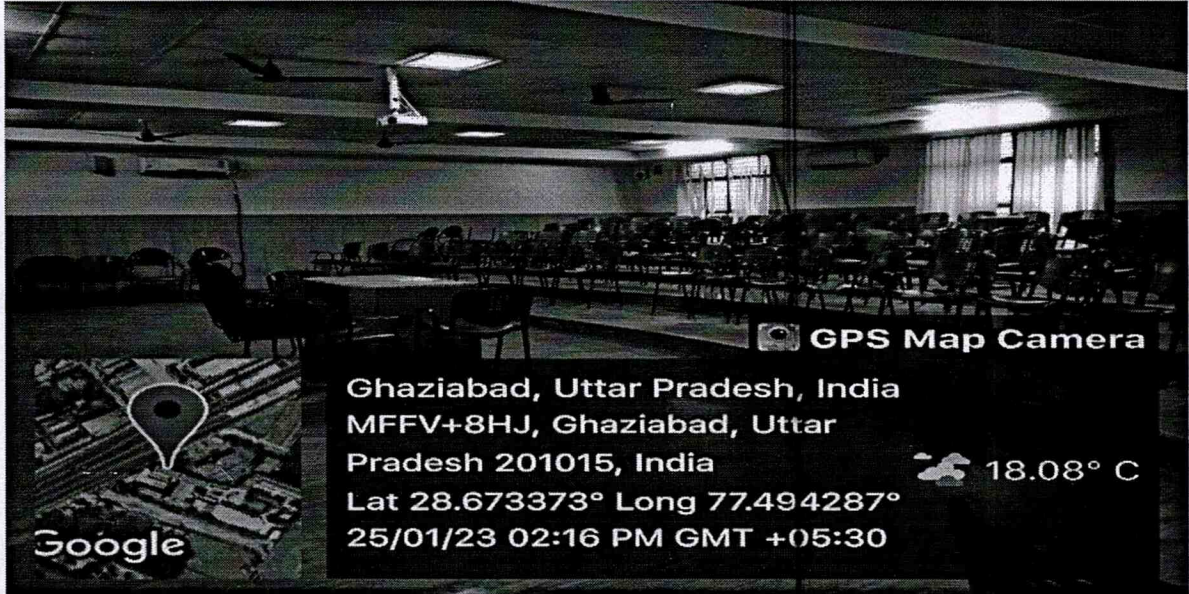 GPS Map Camera
Ghaziabad, Uttar Pradesh, India
MFFV+8HJ, Ghaziabad, Uttar
Pradesh 201015, India
Lat 28.673373° Long 77.494287°
25/01/23 02:16 PM GMT +05:30
18.08° C
Google